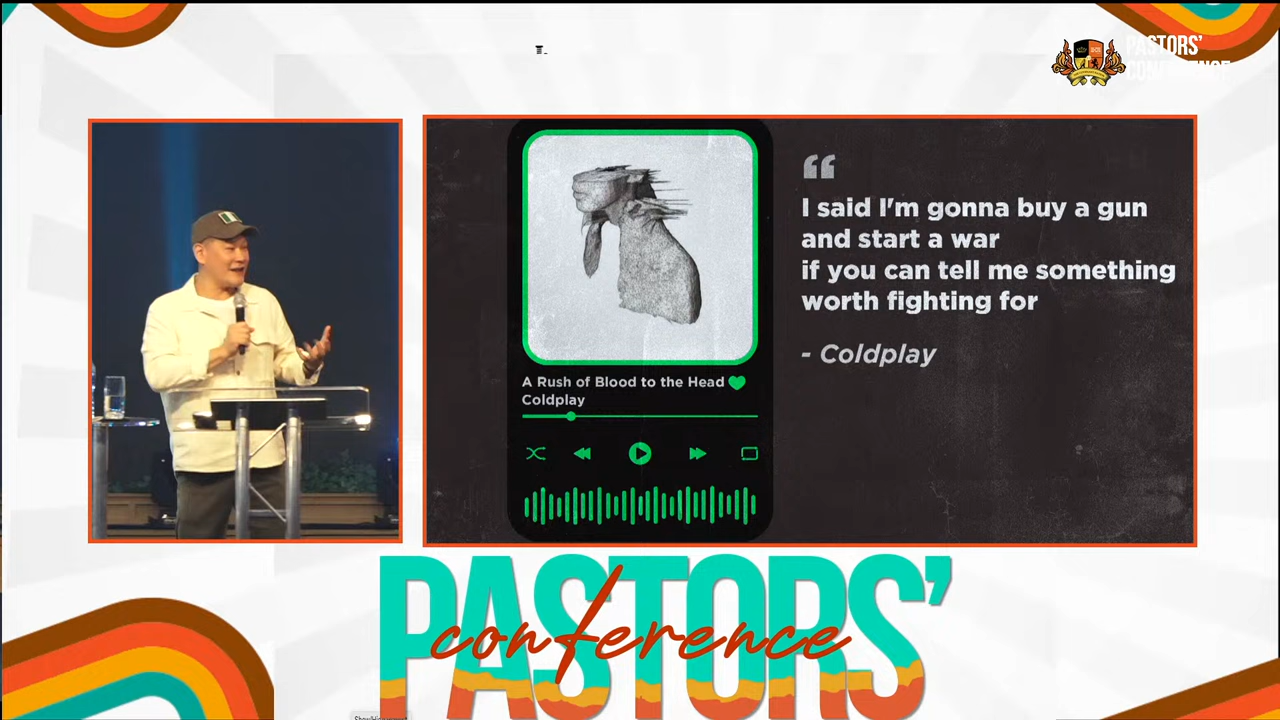 PASTORS'
CONFERENCE
“
I said I'm gonna buy a gun
and start a war
if you can tell me something
worth fighting for
- Coldplay
A Rush of Blood to the Head
Coldplay
PASTORS'
conference